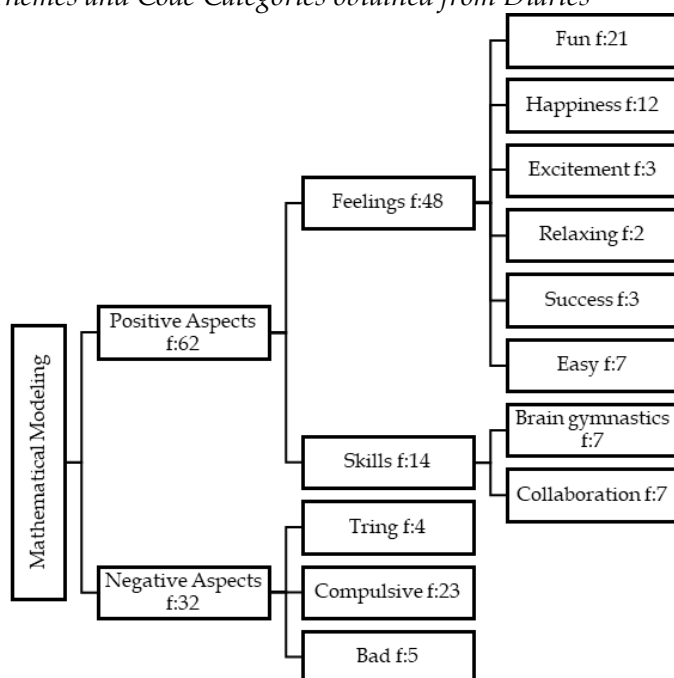 Themes and Code Categories obtained from Diaries
Fun f:21
Happiness f:12
Excitement f:3
Feelings f:48
Relaxing f:2
Success f:3
Positive Aspects
f:62
Easy f:7
Mathematical Modeling
Brain gymnastics
f:7
Skills f:14
Collaboration f:7
Tring f:4
Negative Aspects
f:32
Compulsive f:23
Bad f:5